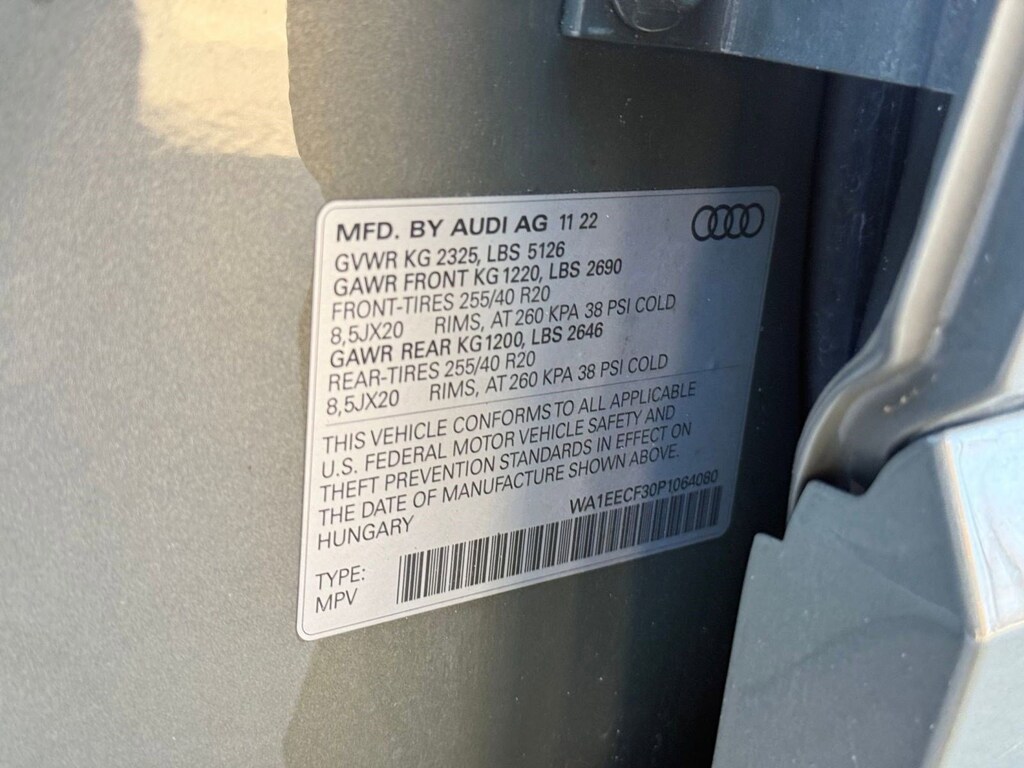 MFD. BY AUDI AG 11 22
GVWR KG 2325, LBS 5126
GAWR FRONT KG 1220, LBS 2690
FRONT-TIRES 255/40 R20
8,5JX20 RIMS, AT 260 KPA 38 PSI COLD
GAWR REAR KG 1200, LBS 2646
REAR-TIRES 255/40 R20
8,5JX20 RIMS, AT 260 KPA 38 PSI COLD
THIS VEHICLE CONFORMS TO ALL APPLICABLE
U.S. FEDERAL MOTOR VEHICLE SAFETY AND
THEFT PREVENTION STANDARDS IN EFFECT ON
THE DATE OF MANUFACTURE SHOWN ABOVE.
HUNGARY WA1EECF30P1064080
TYPE:
MPV